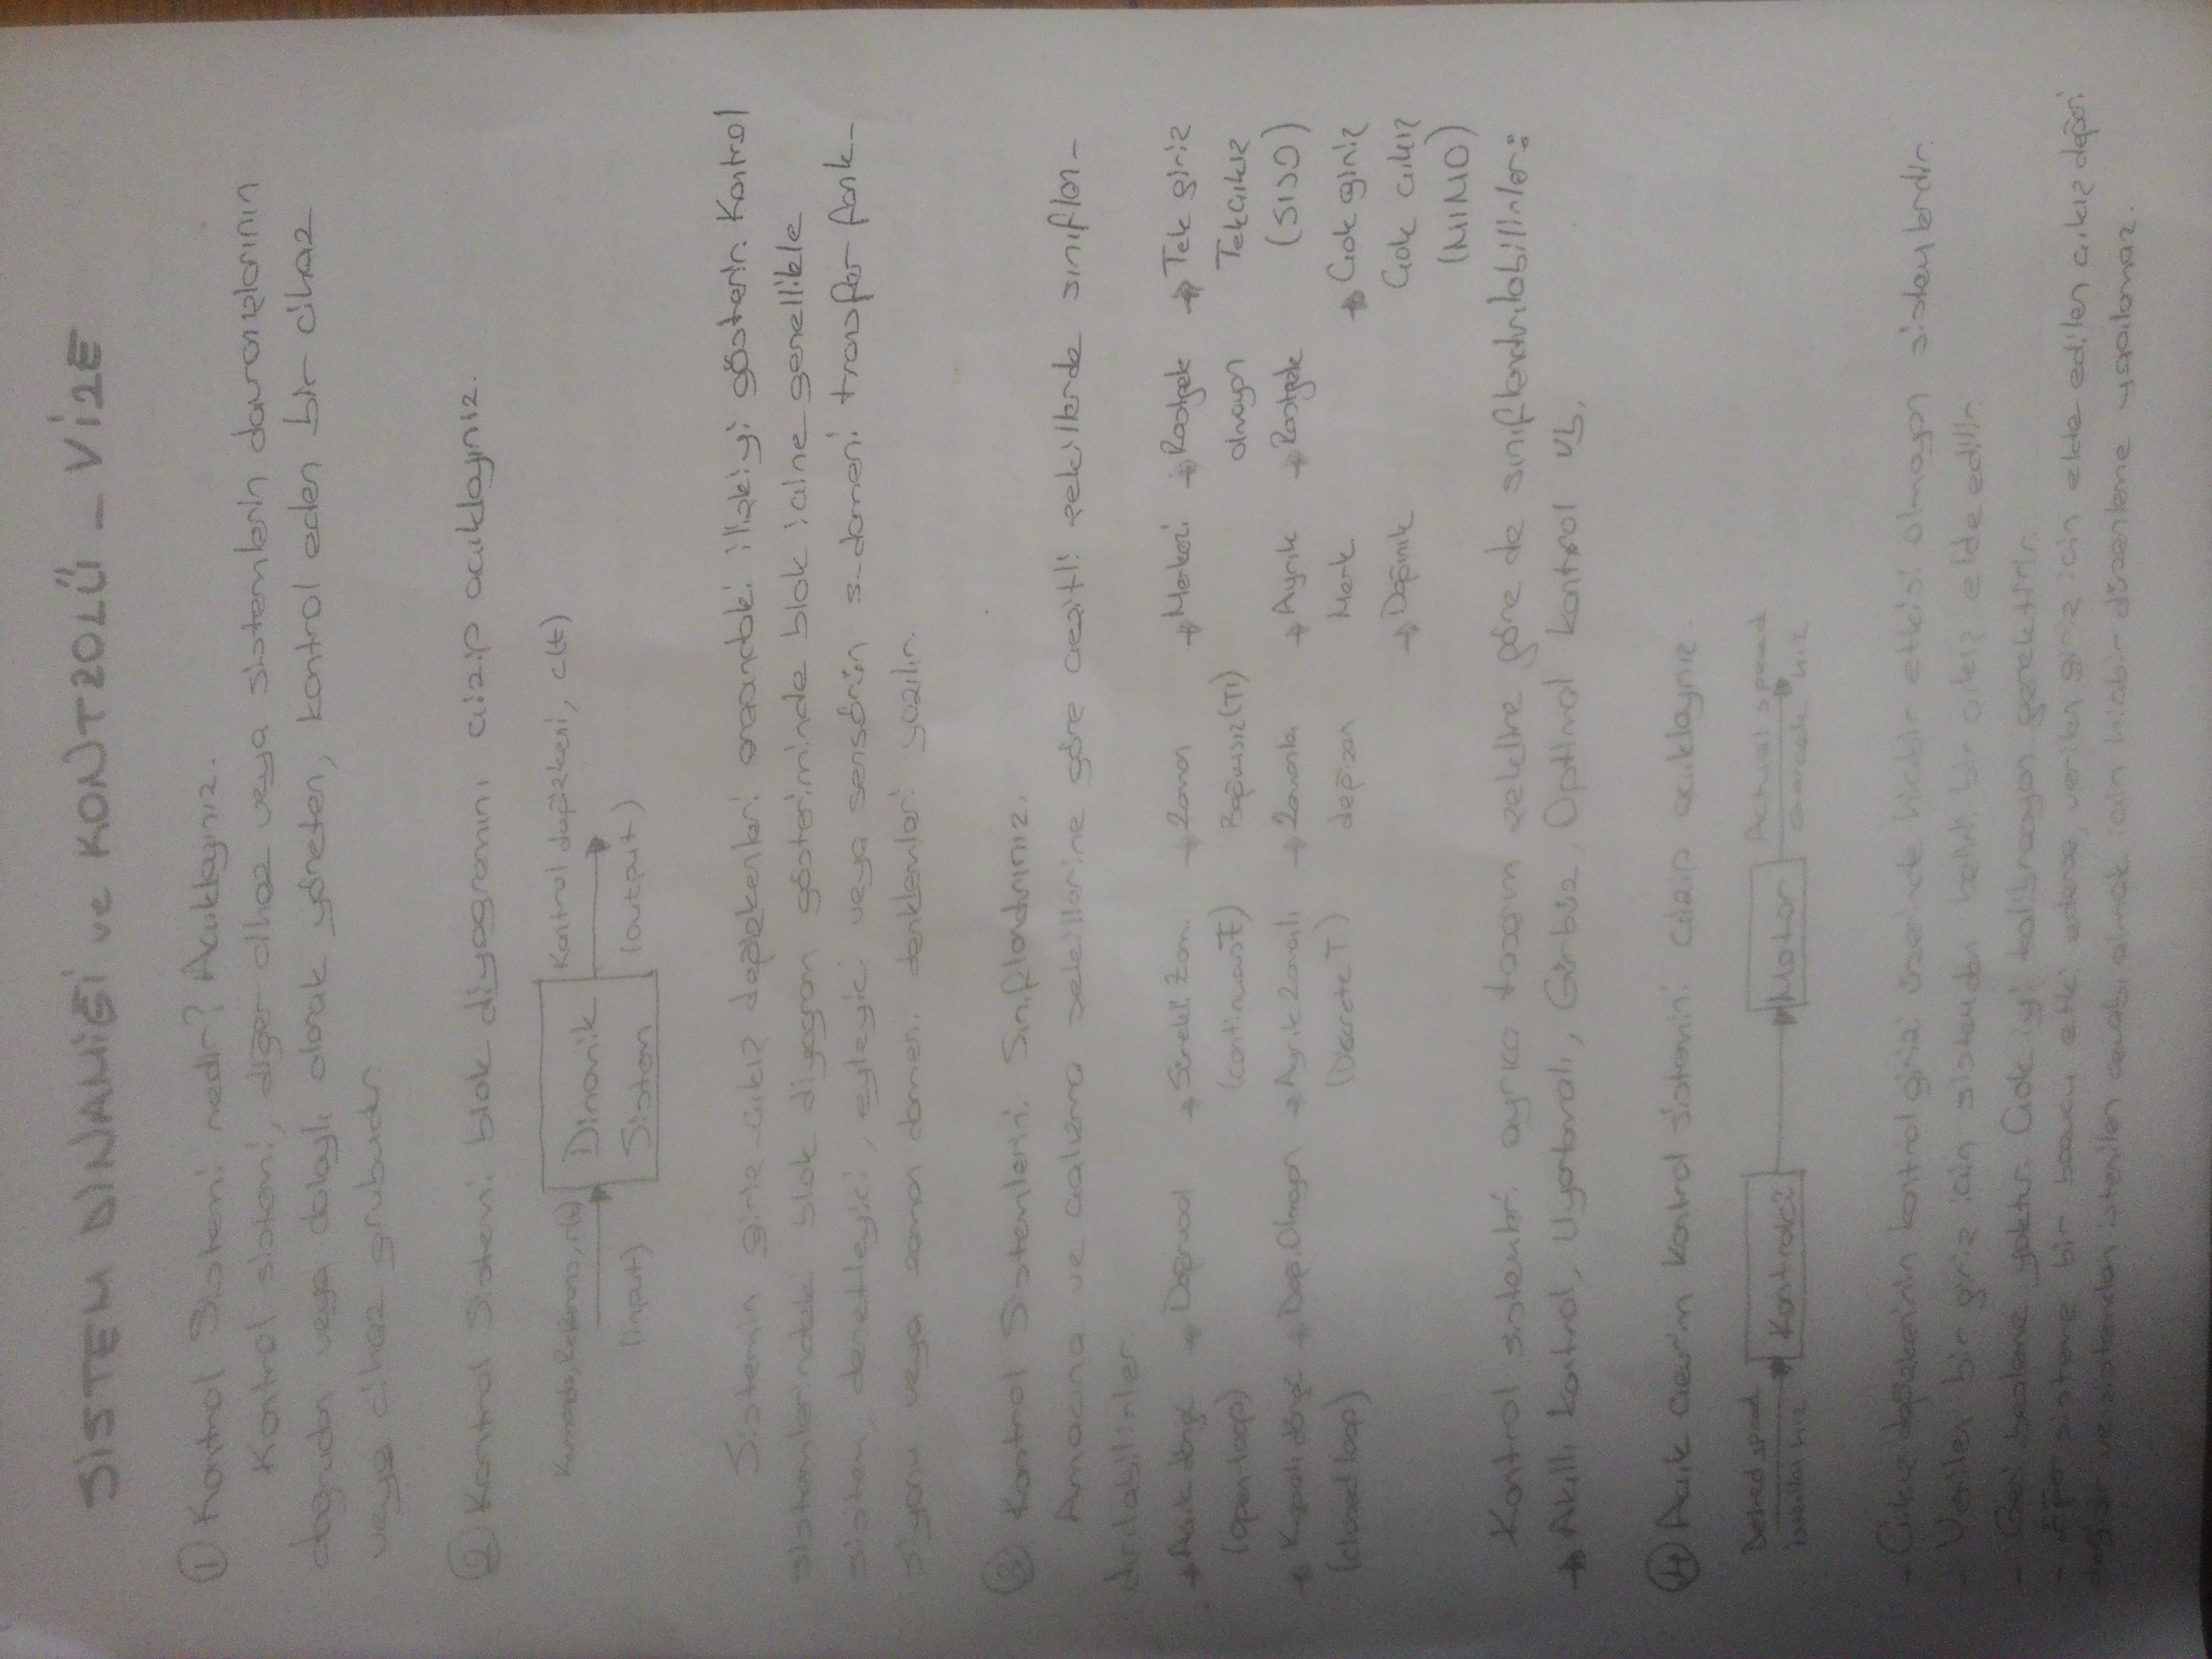 SİSTEM DİNAMİĞİ ve KONTROLÜ - VİZE
① Kontrol Sistemi nedir? Açıklayınız.
Kontrol sistemi, diğer cihaz veya sistemlerin davranışlarının
doğrudan veya dolaylı olarak yöneten, kontrol eden bir cihaz
veya cihaz grubudur.
② Kontrol Sistemi blok diyagramını çizip açıklayınız.
Kumanda, Referans, r(t)
(input)
Dinamik
Sistem
Kontrol değişkeni, c(t)
(output)
Sistemin giriş-çıkış değişkenleri arasındaki ilişkiyi gösterir. Kontrol
sistemlerindeki blok diyagram gösteriminde blok içine genellikle
sistem, denetleyici, eyleyici veya sensörün s-domeni transfer fonk-
siyonu veya zaman domeni denklemleri yazılır.
③ Kontrol Sistemlerini Sınıflandırınız.
Amacına ve çalışma şekillerine göre çeşitli şekillerde sınıflan-
dırılabilirler.
→ Açık döngü → Doğrusal → Sürekli Zam. → Zaman → Merkezi → Rastgele → Tek giriş
(open-loop) (continuous T) Bağımsız (TI) olmayan Tek çıkış
→ Kapalı döngü → Doğ. Olmayan → Ayrık Zamanlı → Zamanla → Ayrık → Rastgele (SISO)
(closed loop) (Discrete T) değişen Merk → Çok giriş
→ Dağınık Çok çıkış
(MIMO)
Kontrol sistemleri ayrıca tasarım şekline göre de sınıflandırılabilirler:
→ Akıllı kontrol, Uyarlamalı, Gürbüz, Optimal kontrol vb.
④ Açık çevrim kontrol sistemini çizip açıklayınız.
Desired speed
istenilen hız
Kontrolcü
Motor
Actual speed
Gerçek hız
- Çıkış değişkeninin kontrol girişi üzerinde hiçbir etkisi olmayan sistemlerdir.
- Verilen bir giriş için sistemden belirli bir çıkış elde edilir.
- Geri besleme yoktur. Çok iyi kalibrasyon gerektirir.
- Eğer sisteme bir bozucu etki ederse, verilen giriş için elde edilen çıkış değeri
değişir ve sistemden istenilen cevabı almak için hiçbir düzenleme yapılamaz.